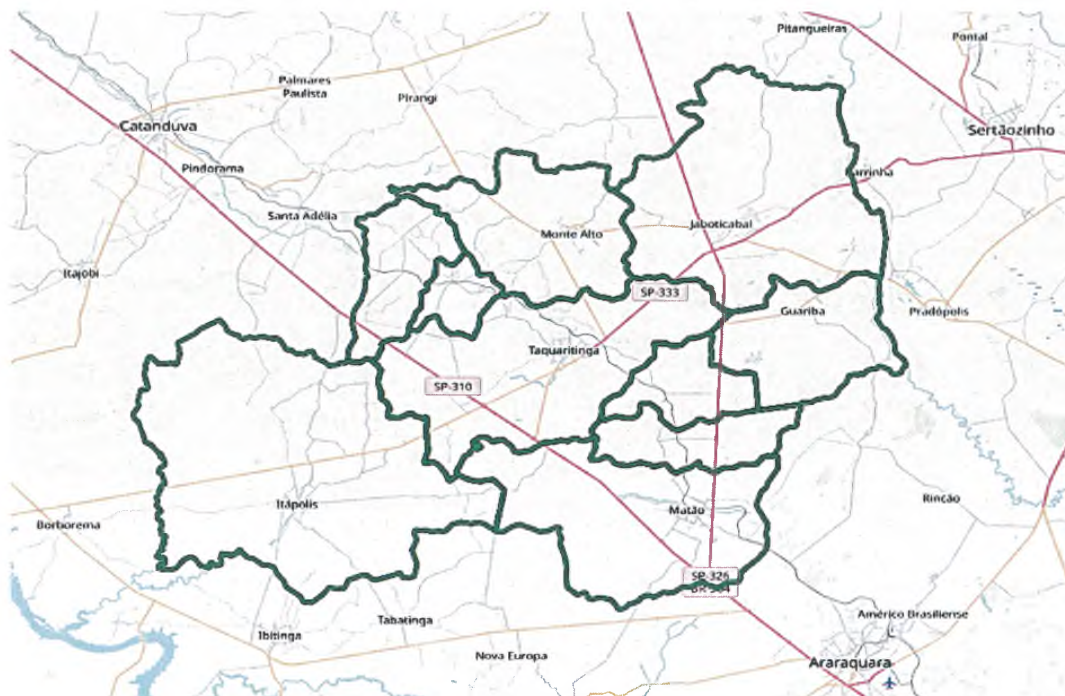 Pitangueiras
Pontal
Palmares
Paulista
Pirangi
Catanduva
Sertãozinho
Pindorama
Santa Adélia
Monte Alto
Jaboticabal
Itajobi
SP-333
Guariba
Pradópolis
Taquaritinga
SP-310
Itápolis
Matão
Rincão
Borborema
SP-326
Américo Brasiliense
Tabatinga
Ibitinga
Nova Europa
Araraquara